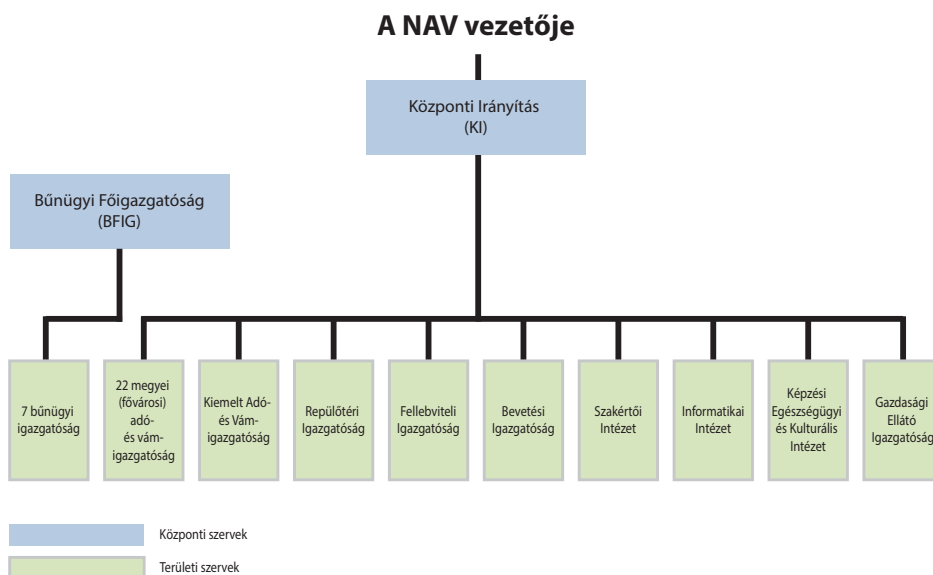 A NAV vezetője
Központi Irányítás
(KI)
Bűnügyi Főigazgatóság
(BFIG)
7 bűnügyi
igazgatóság
22 megyei
(fővárosi)
adó-
és vám-
igazgatóság
Kiemelt Adó-
és Vám-
igazgatóság
Repülőtéri
Igazgatóság
Fellebviteli
Igazgatóság
Bevetési
Igazgatóság
Szakértői
Intézet
Informatikai
Intézet
Képzési
Egészségügyi
és Kulturális
Intézet
Gazdasági
Ellátó
Igazgatóság
Központi szervek
Területi szervek